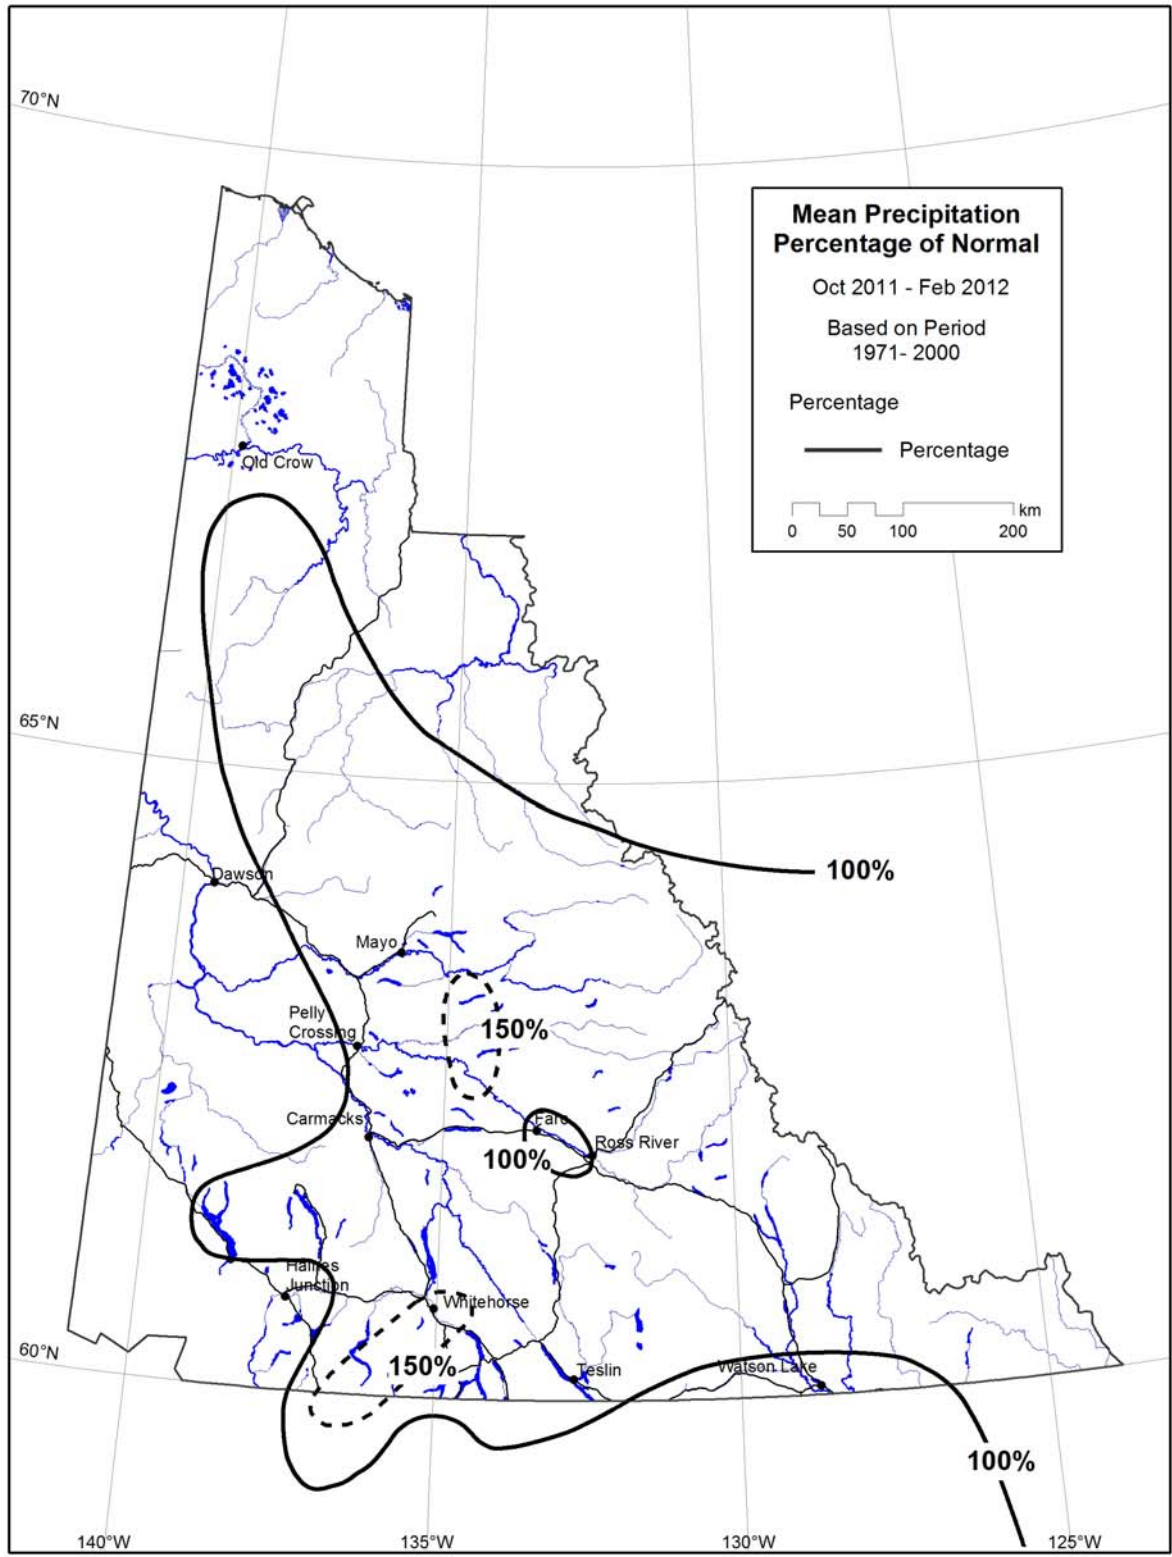 70°N
Mean Precipitation
Percentage of Normal
Oct 2011 - Feb 2012
Based on Period
1971- 2000
Percentage
Percentage
km
0 50 100 200
Old Crow
65°N
100%
Dawson
Mayo
Pelly
Crossing
150%
Carmacks
Faro
100%
Ross River
Haines
Junction
Whitehorse
150%
60°N
Teslin
Watson Lake
100%
140°W
135°W
130°W
125°W